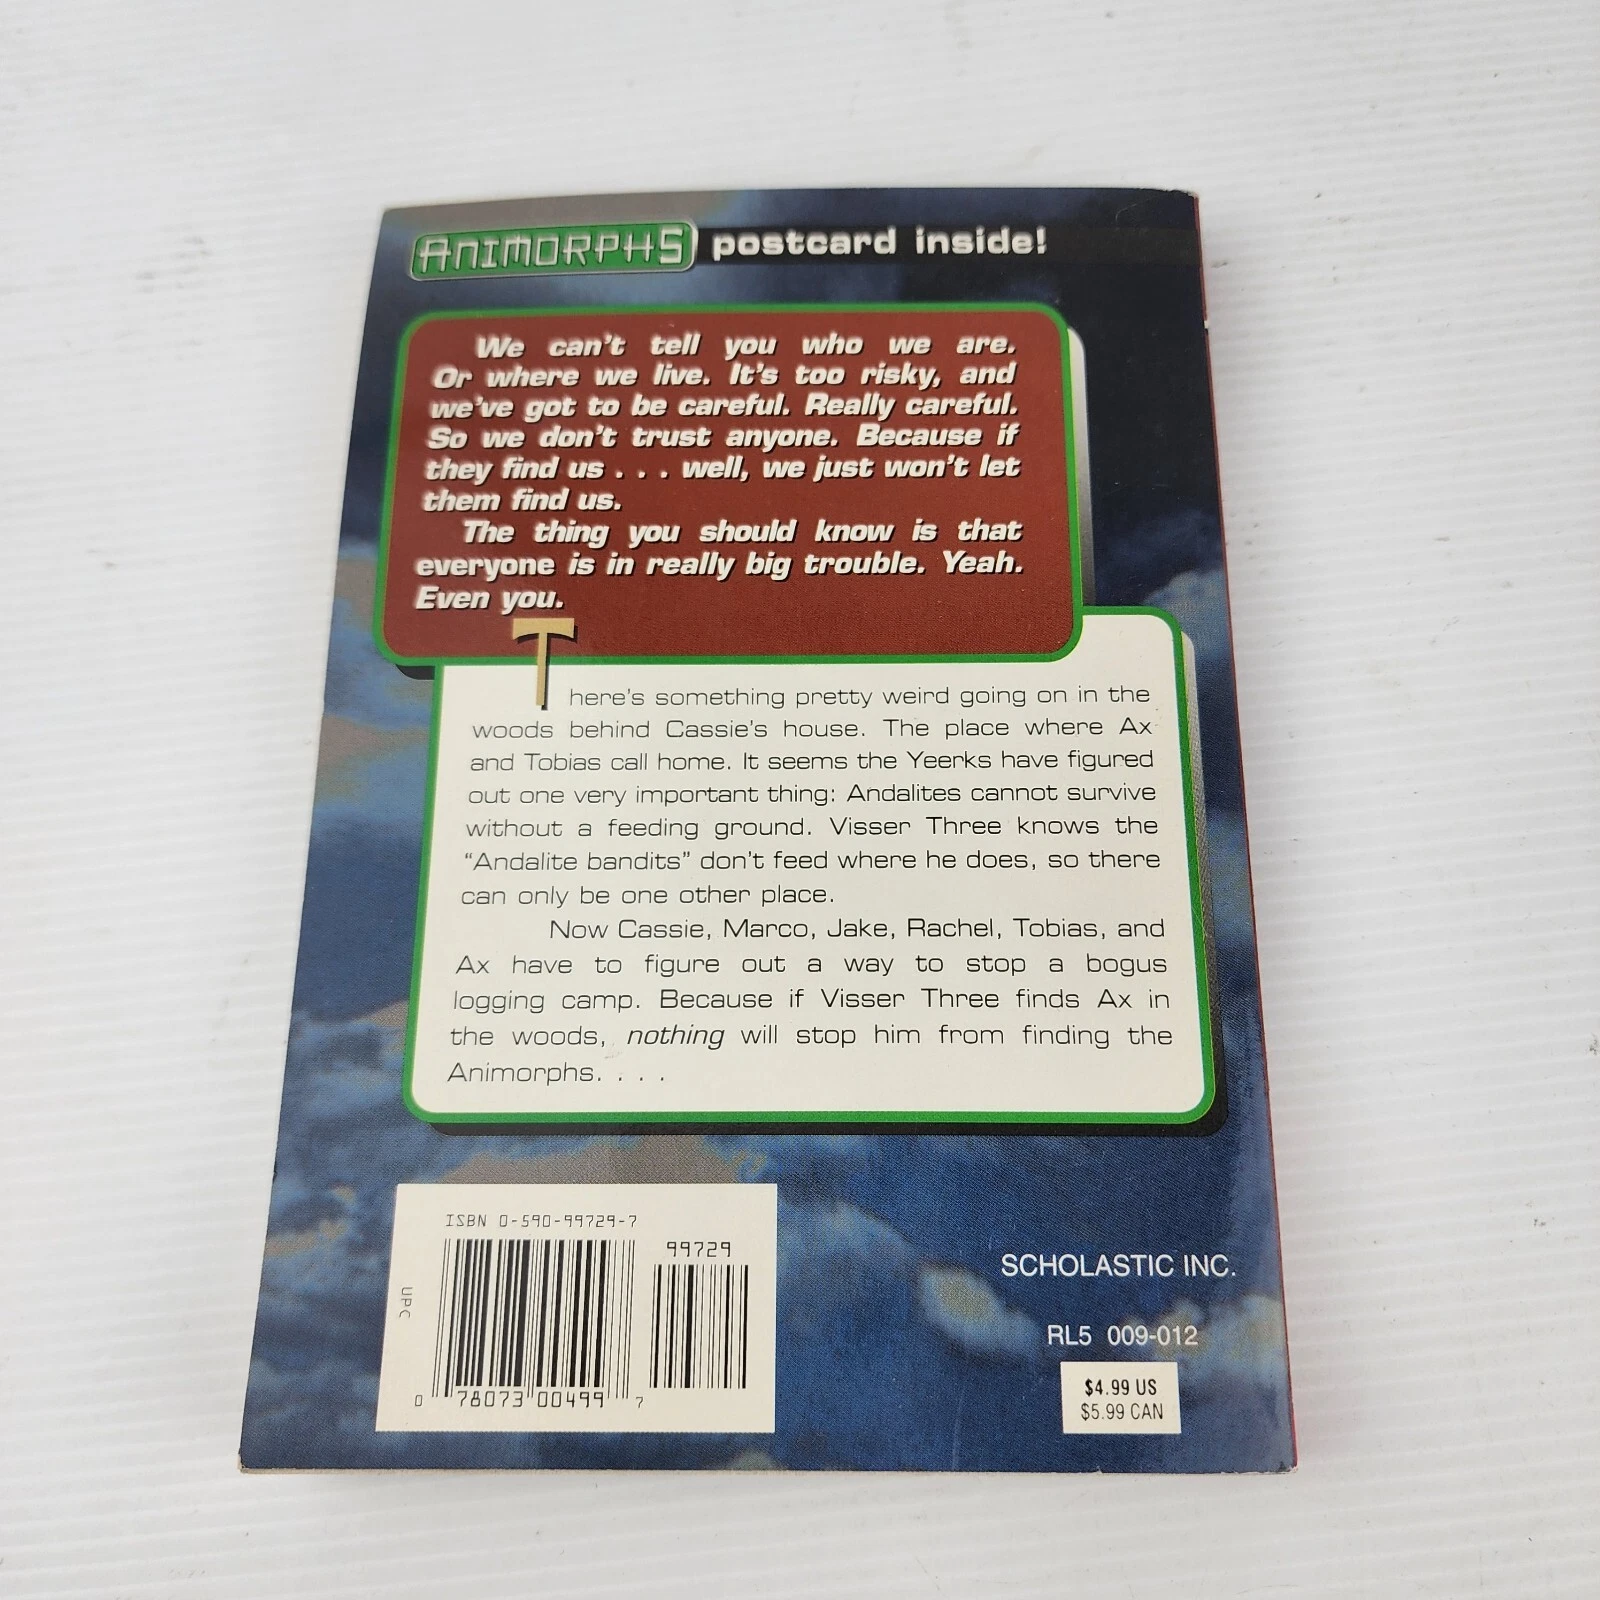 ANIMORPHS postcard inside!
We can't tell you who we are.
Or where we live. It's too risky, and
we've got to be careful. Really careful.
So we don't trust anyone. Because if
they find us . . . well, we just won't let
them find us.
The thing you should know is that
everyone is in really big trouble. Yeah.
Even you.
There's something pretty weird going on in the
woods behind Cassie's house. The place where Ax
and Tobias call home. It seems the Yeerks have figured
out one very important thing: Andalites cannot survive
without a feeding ground. Visser Three knows the
“Andalite bandits” don't feed where he does, so there
can only be one other place.
Now Cassie, Marco, Jake, Rachel, Tobias, and
Ax have to figure out a way to stop a bogus
logging camp. Because if Visser Three finds Ax in
the woods, nothing will stop him from finding the
Animorphs. . . .
ISBN 0-590-99729-7
99729
UPC
0 78073 00499 7
SCHOLASTIC INC.
RL5 009-012
$4.99 US
$5.99 CAN